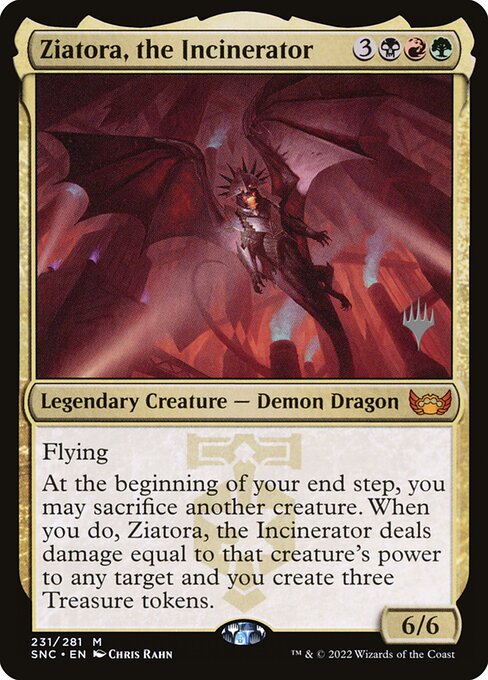 Ziatora, the Incinerator 3
Legendary Creature — Demon Dragon
Flying
At the beginning of your end step, you
may sacrifice another creature. When
you do, Ziatora, the Incinerator deals
damage equal to that creature's power
to any target and you create three
Treasure tokens.
6/6
231/281 M
SNC • EN Chris Rahn ™ & © 2022 Wizards of the Coast